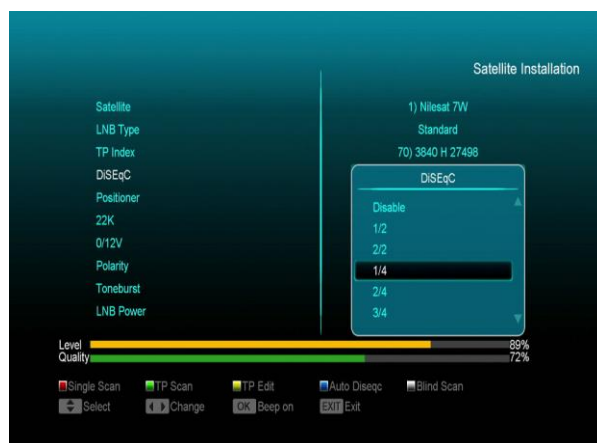 Satellite Installation
Satellite 1) Nilesat 7W
LNB Type Standard
TP Index 70) 3840 H 27498
DiSEqC
Positioner
22K
0/12V
Polarity
Toneburst
LNB Power
DiSEqC
Disable
1/2
2/2
1/4
2/4
3/4
Level 89%
Quality 72%
Single Scan TP Scan TP Edit Auto Diseqc Blind Scan
Select Change OK Beep on EXIT Exit